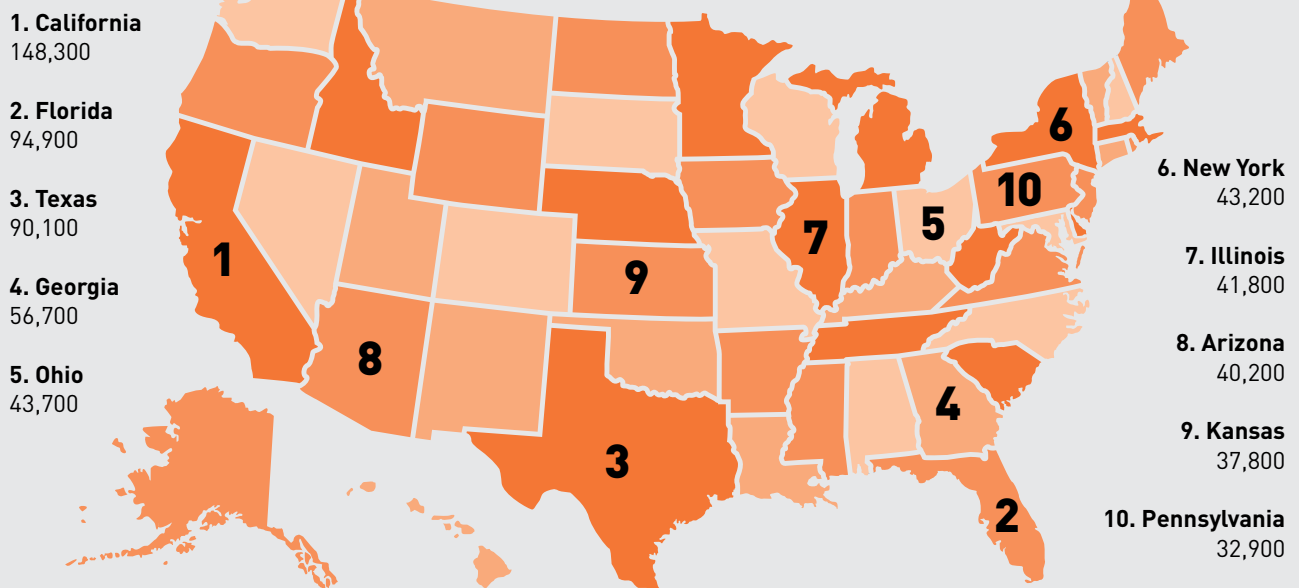 1. California
148,300
2. Florida
94,900
3. Texas
90,100
4. Georgia
56,700
5. Ohio
43,700
6. New York
43,200
7. Illinois
41,800
8. Arizona
40,200
9. Kansas
37,800
10. Pennsylvania
32,900
1
2
3
4
5
6
7
8
9
10